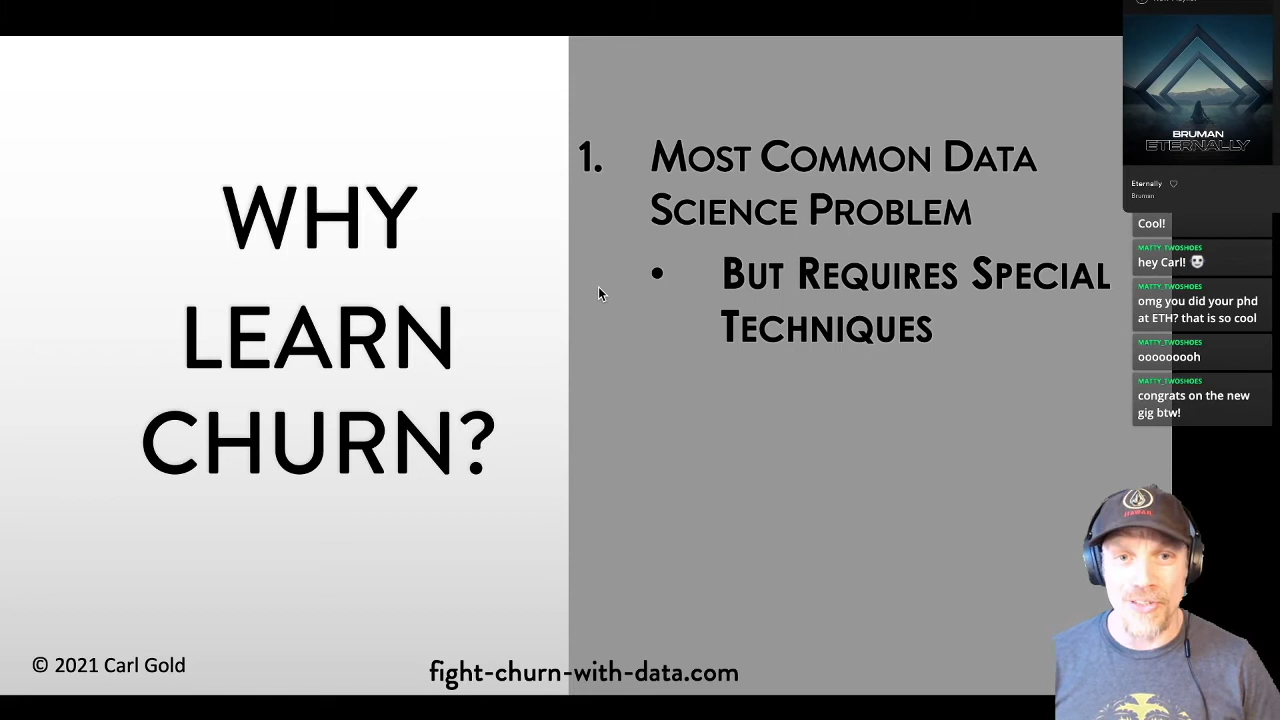 WHY
LEARN
CHURN?
1. MOST COMMON DATA
SCIENCE PROBLEM
• BUT REQUIRES SPECIAL
TECHNIQUES
© 2021 Carl Gold
fight-churn-with-data.com
BRUMAN
ETERNALLY
Eternally
Bruman
Cool!
MATTY_TWOSHOES
hey Carl! 💀
MATTY_TWOSHOES
omg you did your phd
at ETH? that is so cool
MATTY_TWOSHOES
ooooooooh
MATTY_TWOSHOES
congrats on the new
gig btw!